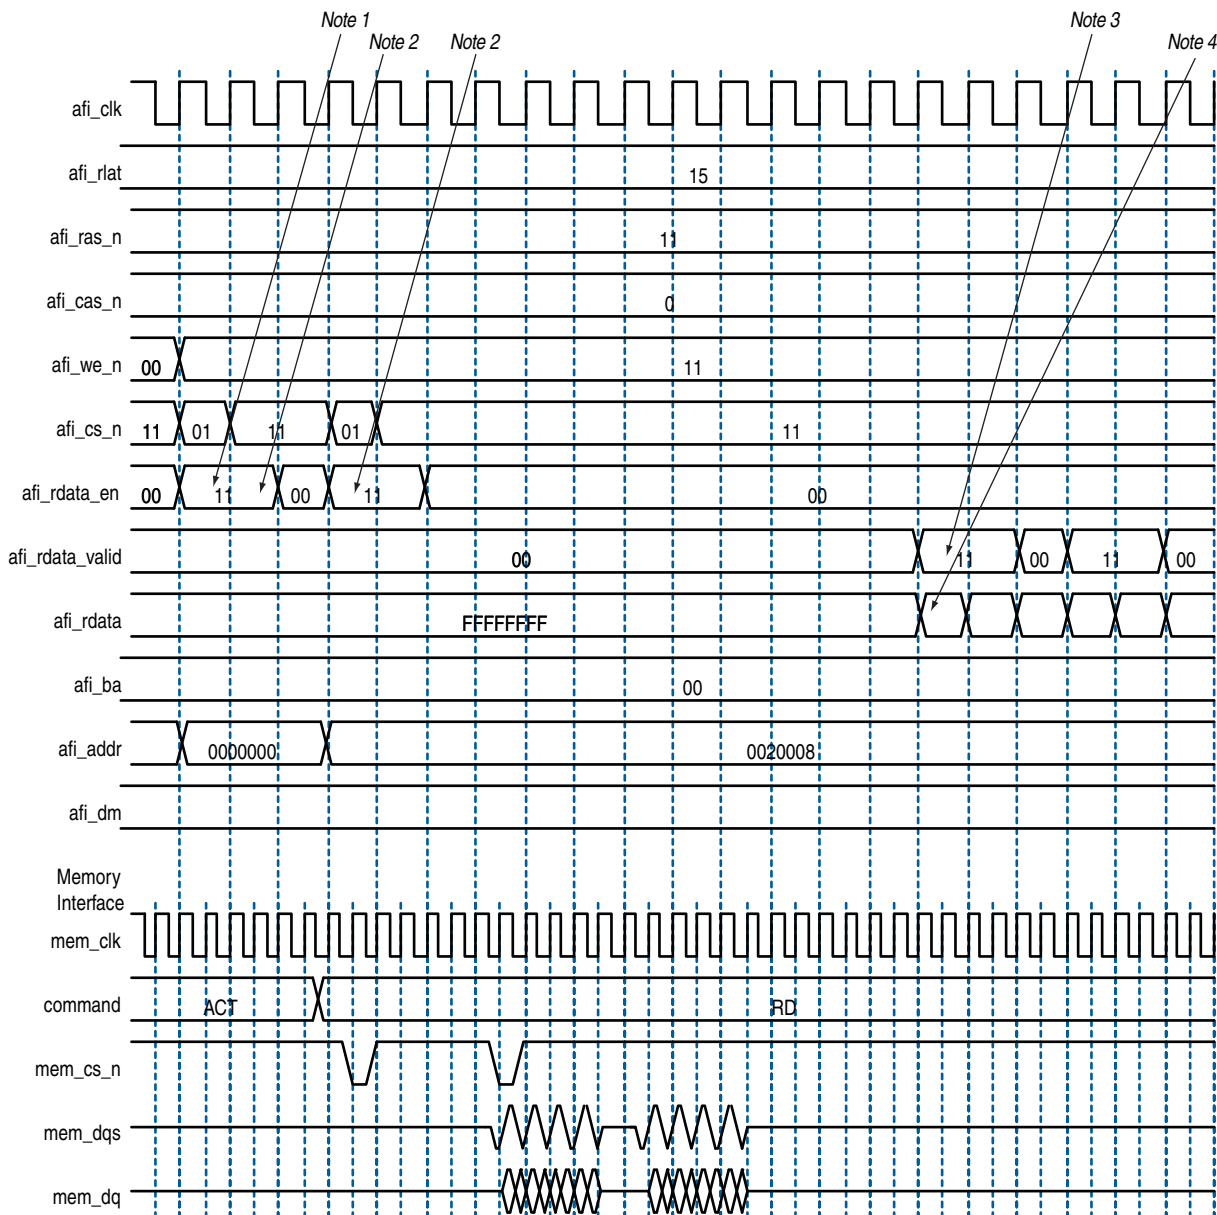 Note 1
Note 3
Note 2
Note 2
Note 4
afi_clk
afi_rlat
15
afi_ras_n
11
afi_cas_n
0
afi_we_n
00
11
afi_cs_n
11
01
11
01
11
afi_rdata_en
00
11
00
11
00
afi_rdata_valid
00
11
00
11
00
afi_rdata
FFFFFFFF
afi_ba
00
afi_addr
0000000
0020008
afi_dm
Memory
Interface
mem_clk
command
ACT
RD
mem_cs_n
mem_dqs
mem_dq